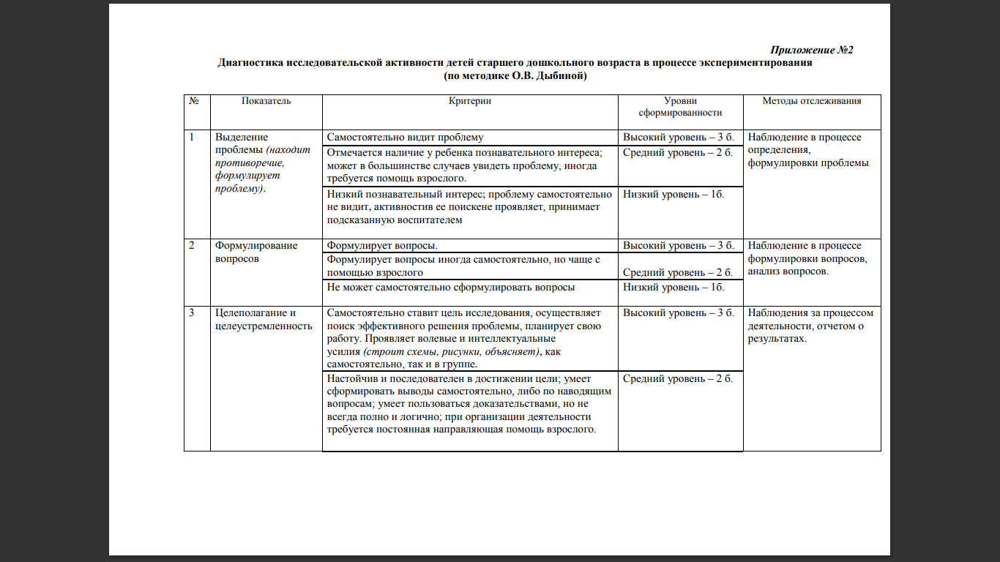 Приложение №2
Диагностика исследовательской активности детей старшего дошкольного возраста в процессе экспериментирования
(по методике О.В. Дыбиной)
№ Показатель Критерии Уровни сформированности Методы отслеживания
1
Выделение
проблемы (находит
противоречие,
формулирует
проблему).
Самостоятельно видит проблему
Высокий уровень – 3 б.
Отмечается наличие у ребенка познавательного интереса;
может в большинстве случаев увидеть проблему, иногда
требуется помощь взрослого.
Средний уровень – 2 б.
Низкий познавательный интерес; проблему самостоятельно
не видит, активностив ее поискене проявляет, принимает
подсказанную воспитателем
Низкий уровень – 1б.
Наблюдение в процессе
определения,
формулировки проблемы
2
Формулирование
вопросов
Формулирует вопросы.
Высокий уровень – 3 б.
Формулирует вопросы иногда самостоятельно, но чаще с
помощью взрослого
Средний уровень – 2 б.
Не может самостоятельно сформулировать вопросы
Низкий уровень – 1б.
Наблюдение в процессе
формулировки вопросов,
анализ вопросов.
3
Целеполагание и
целеустремленность
Самостоятельно ставит цель исследования, осуществляет
поиск эффективного решения проблемы, планирует свою
работу. Проявляет волевые и интеллектуальные
усилия (строит схемы, рисунки, объясняет), как
самостоятельно, так и в группе.
Высокий уровень – 3 б.
Настойчив и последователен в достижении цели; умеет
сформировать выводы самостоятельно, либо по наводящим
вопросам; умеет пользоваться доказательствами, но не
всегда полно и логично; при организации деятельности
требуется постоянная направляющая помощь взрослого.
Средний уровень – 2 б.
Наблюдения за процессом
деятельности, отчетом о
результатах.